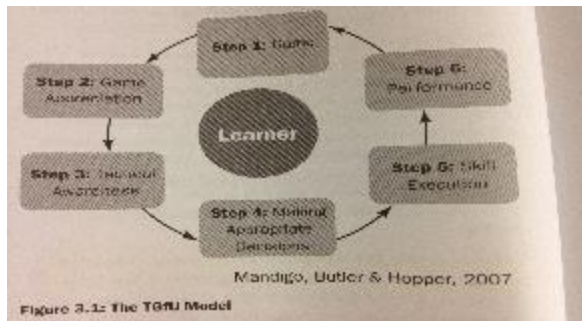 Step 1: Game
Step 2: Game
Appreciation
Step 3: Tactical
Awareness
Step 4: Making
Appropriate
Decisions
Step 5: Skill
Execution
Step 6:
Performance
Learner
Mandigo, Butler & Hopper, 2007
Figure 3.1: The TGfU Model